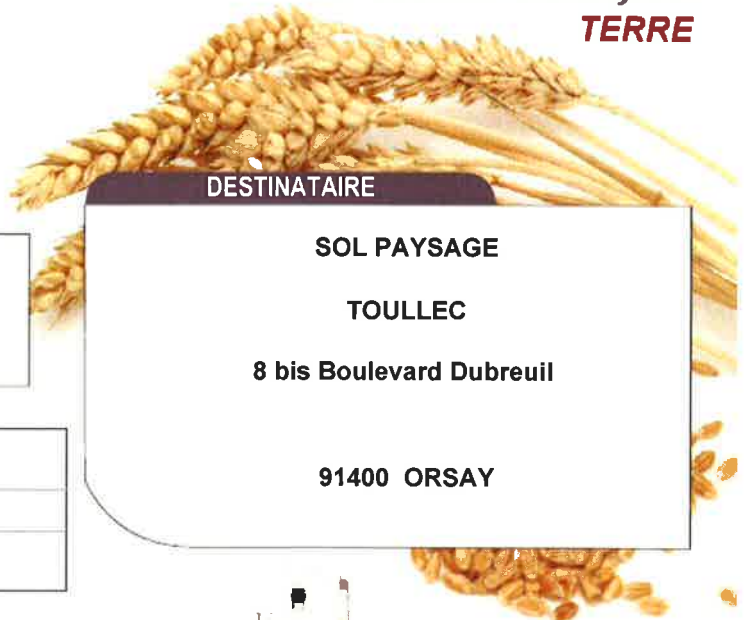 TERRE
DESTINATAIRE
SOL PAYSAGE
TOULLEC
8 bis Boulevard Dubreuil
91400 ORSAY